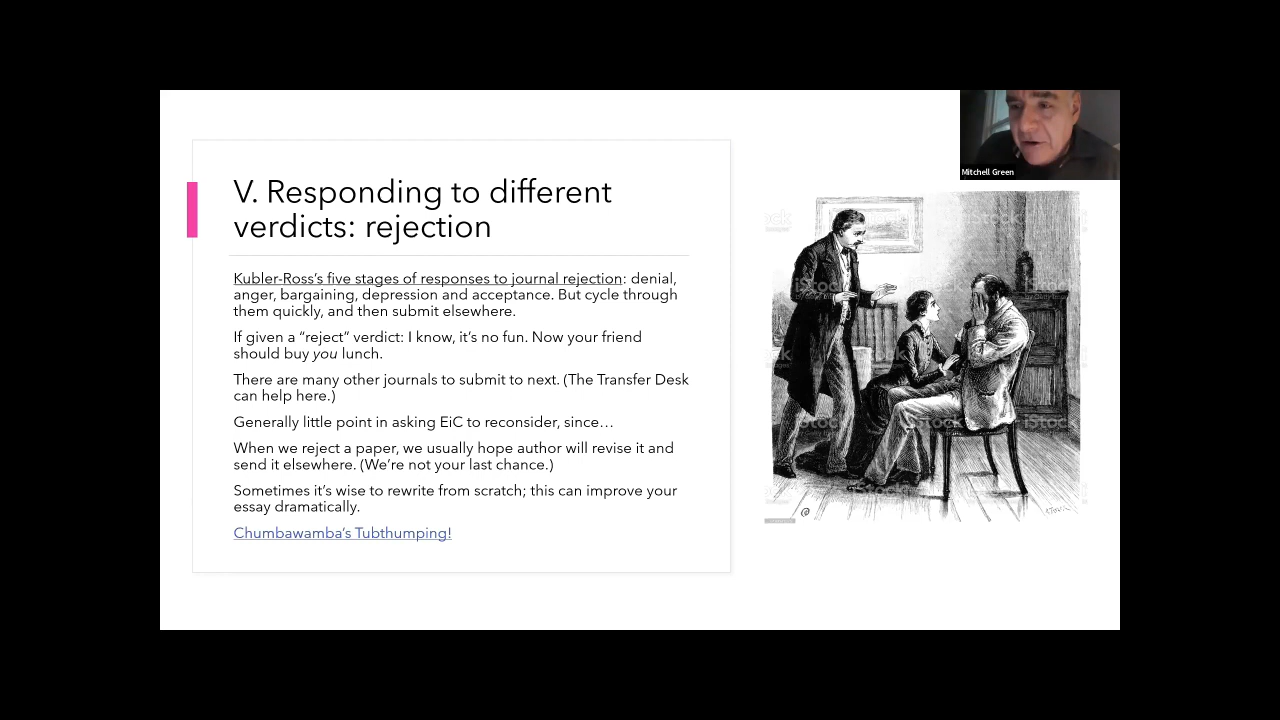 Mitchell Green
V. Responding to different
verdicts: rejection
Kubler-Ross's five stages of responses to journal rejection: denial,
anger, bargaining, depression and acceptance. But cycle through
them quickly, and then submit elsewhere.
If given a “reject” verdict: I know, it's no fun. Now your friend
should buy you lunch.
There are many other journals to submit to next. (The Transfer Desk
can help here.)
Generally little point in asking EiC to reconsider, since…
When we reject a paper, we usually hope author will revise it and
send it elsewhere. (We're not your last chance.)
Sometimes it's wise to rewrite from scratch; this can improve your
essay dramatically.
Chumbawamba's Tubthumping!
iStock
iStock
iStock
iStock